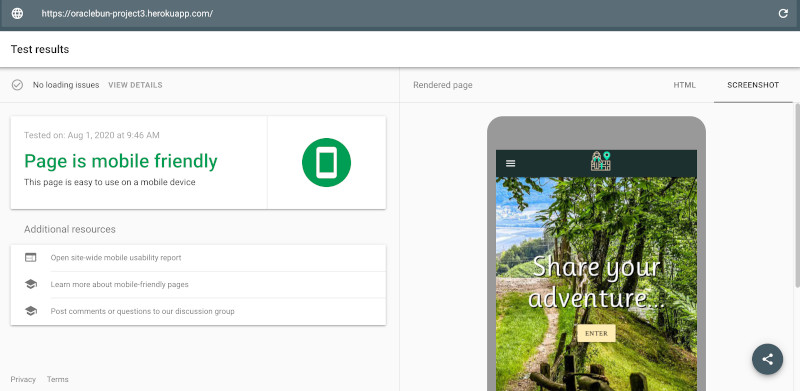 https://oraclebun-project3.herokuapp.com/
Test results
No loading issues VIEW DETAILS
Rendered page HTML SCREENSHOT
Tested on: Aug 1, 2020 at 9:46 AM
Page is mobile friendly
This page is easy to use on a mobile device
Additional resources
Open site-wide mobile usability report
Learn more about mobile-friendly pages
Post comments or questions to our discussion group
Privacy Terms
Share your
adventure...
ENTER